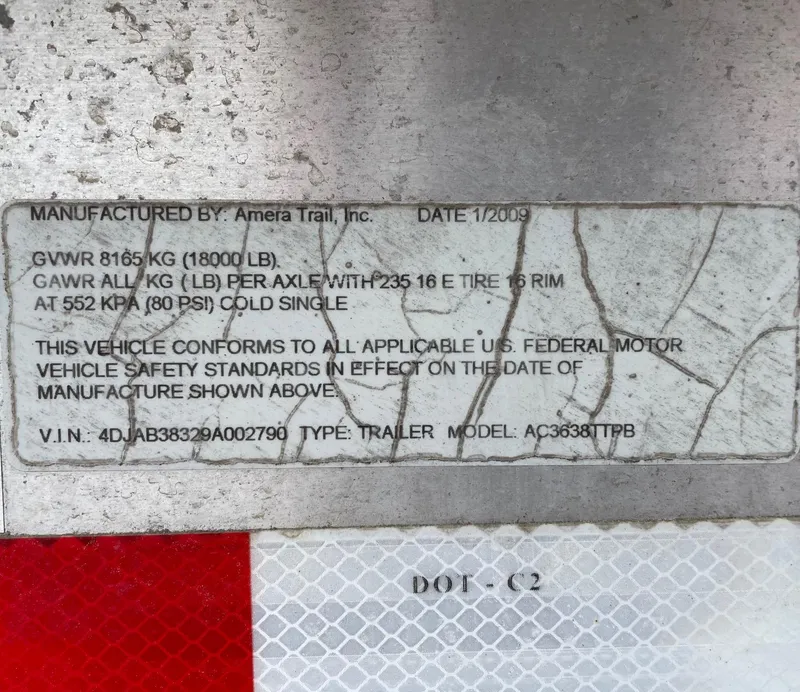 MANUFACTURED BY: Amera Trail, Inc. DATE 1/2009
GVWR 8165 KG (18000 LB).
GAWR ALL KG ( LB) PER AXLE WITH 235 16 E TIRE 16 RIM
AT 552 KPA (80 PSI) COLD SINGLE
THIS VEHICLE CONFORMS TO ALL APPLICABLE U.S. FEDERAL MOTOR
VEHICLE SAFETY STANDARDS IN EFFECT ON THE DATE OF
MANUFACTURE SHOWN ABOVE.
V.I.N.: 4DJAB38329A002790 TYPE: TRAILER MODEL: AC3638TTPB
DOT - C2